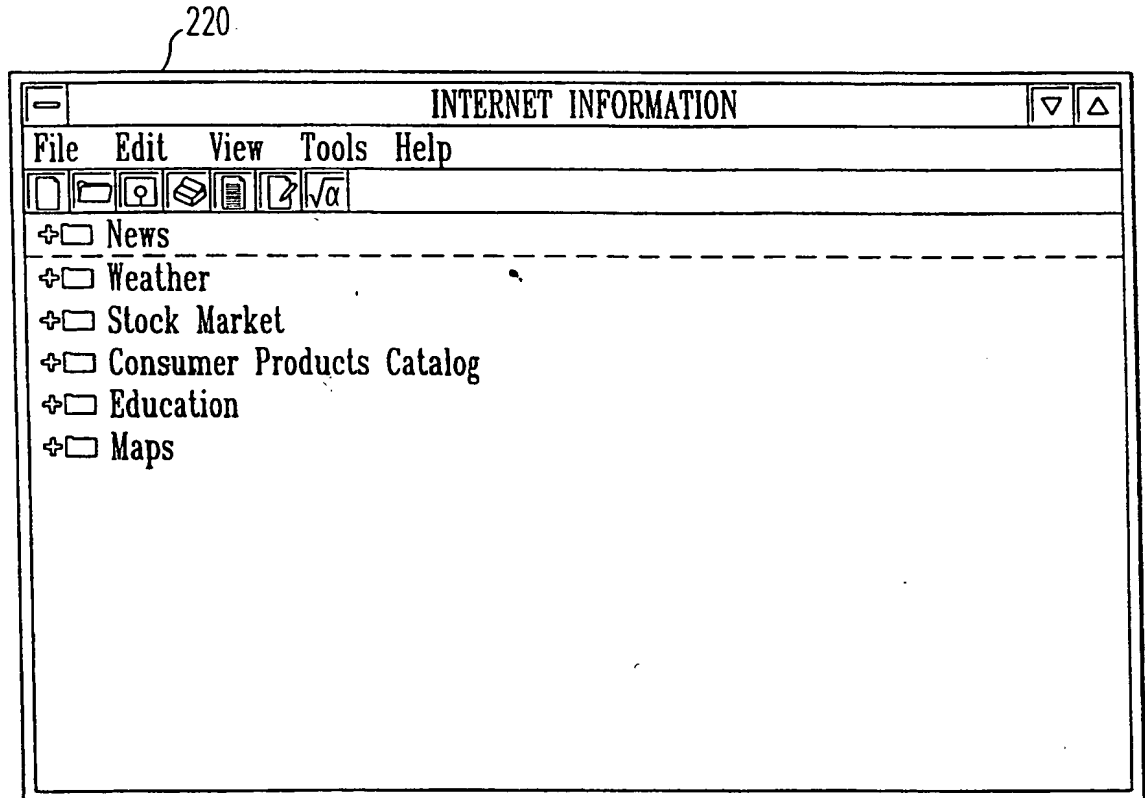 220
INTERNET INFORMATION
File Edit View Tools Help
√α
News
Weather
Stock Market
Consumer Products Catalog
Education
Maps